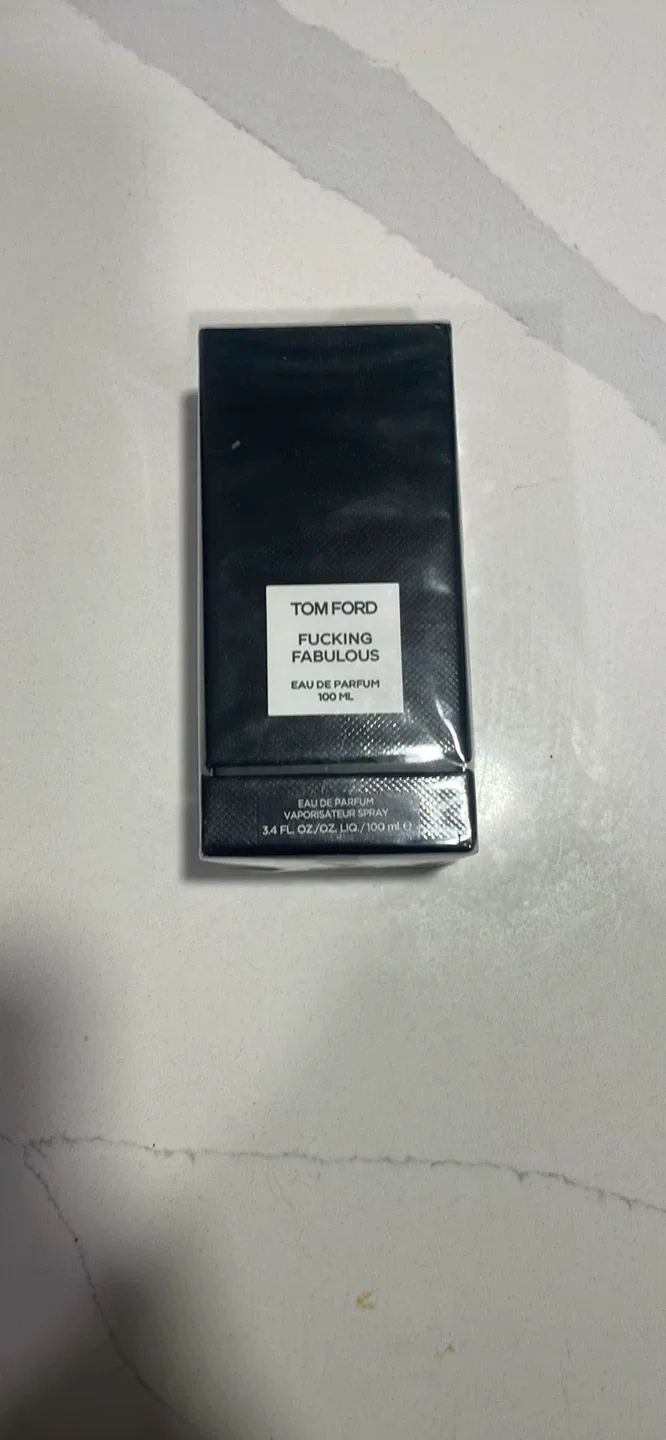 TOM FORD
FUCKING
FABULOUS
EAU DE PARFUM
100 ML
EAU DE PARFUM
VAPORISATEUR SPRAY
3.4 FL. OZ./OZ. LIQ./100 ml ℮